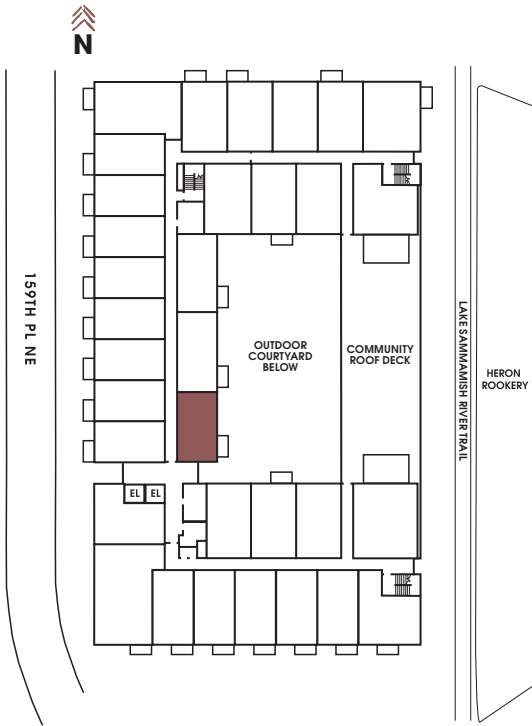 N
159TH PL NE
OUTDOOR
COURTYARD
BELOW
COMMUNITY
ROOF DECK
LAKE SAMMAMISH RIVER TRAIL
HERON
ROOKERY
EL
EL